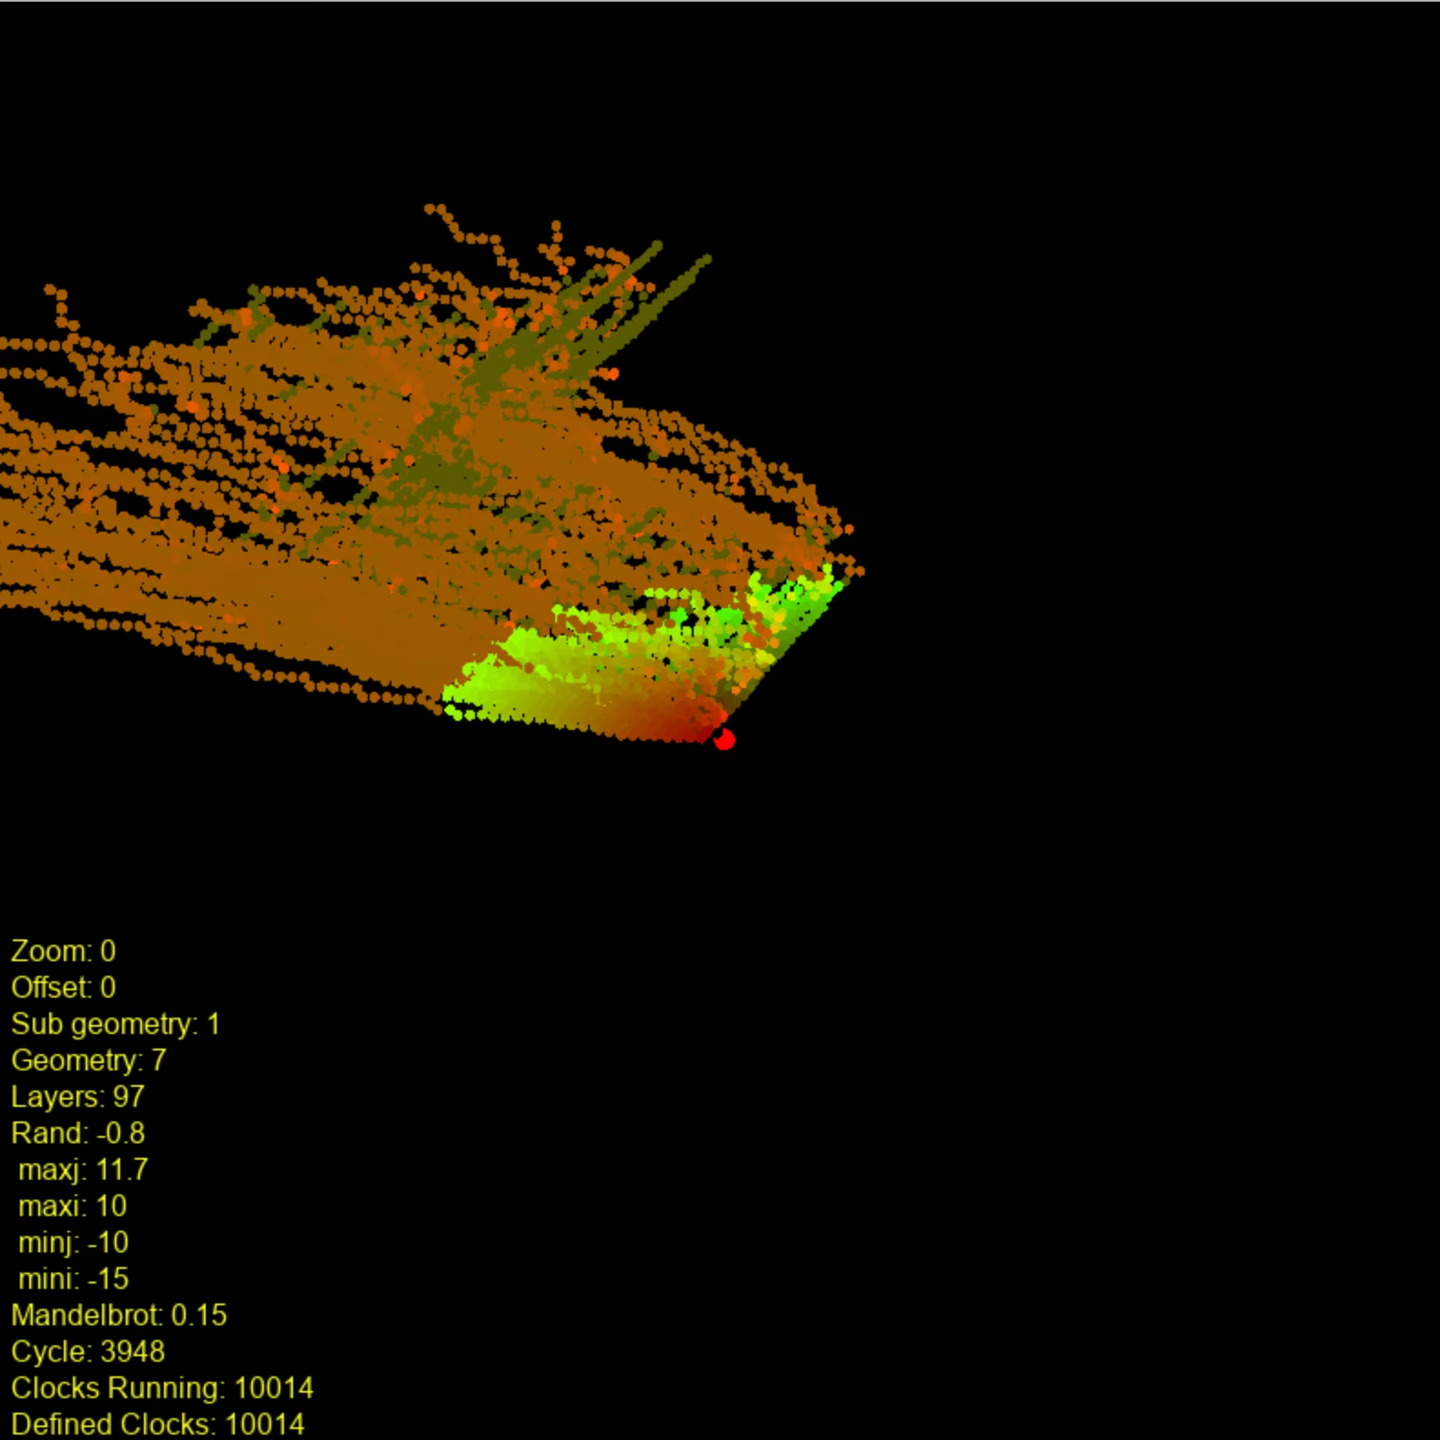 Zoom: 0
Offset: 0
Sub geometry: 1
Geometry: 7
Layers: 97
Rand: -0.8
maxj: 11.7
maxi: 10
minj: -10
mini: -15
Mandelbrot: 0.15
Cycle: 3948
Clocks Running: 10014
Defined Clocks: 10014